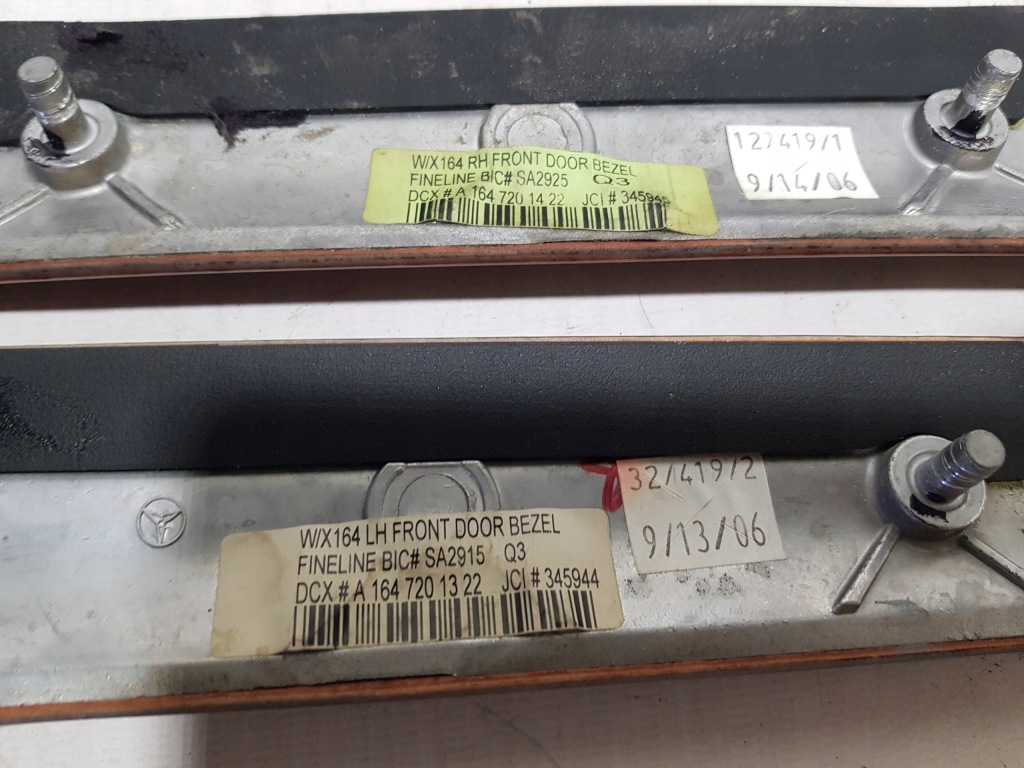 W/X164 RH FRONT DOOR BEZEL
FINELINE BIC# SA2925 Q3
DCX # A 164 720 14 22 JCI # 345945
127419/1
9/14/06
W/X164 LH FRONT DOOR BEZEL
FINELINE BIC# SA2915 Q3
DCX # A 164 720 13 22 JCI # 345944
32/419/2
9/13/06